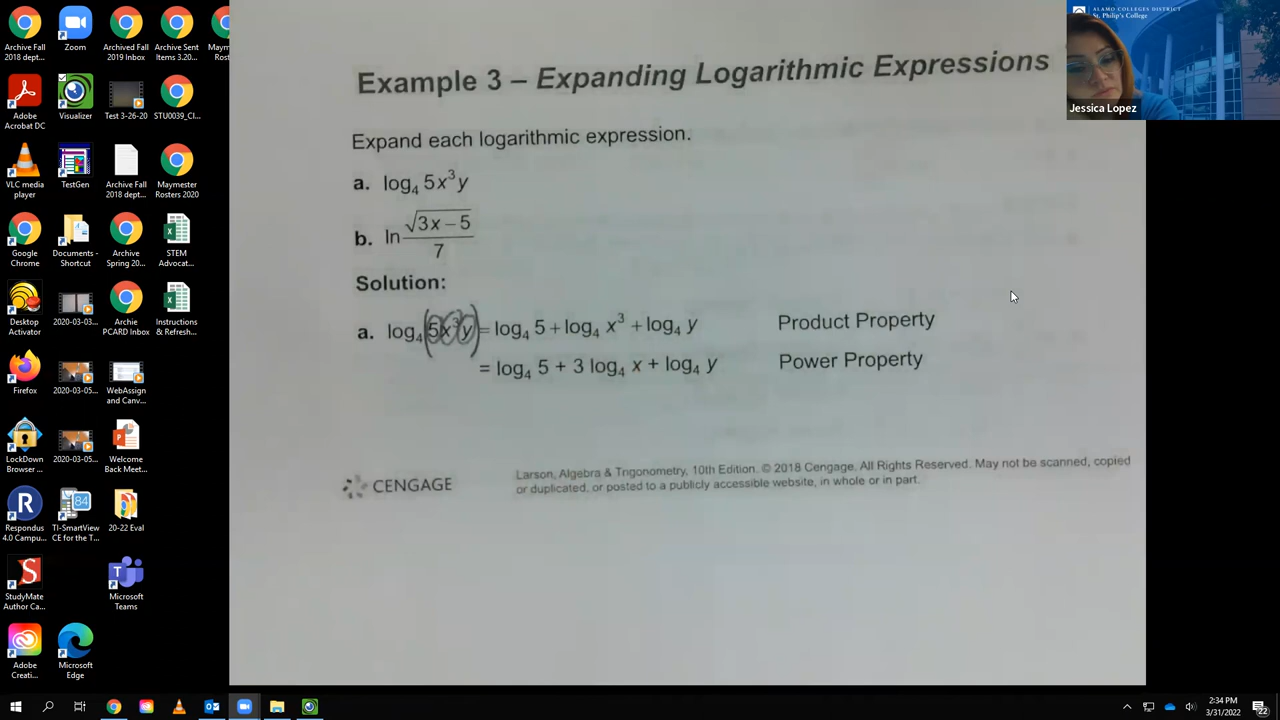 Archive Fall 2018 dept...
Zoom
Archived Fall 2019 Inbox
Archive Sent Items 3.20...
Maym Rosters
Adobe Acrobat DC
Visualizer
Test 3-26-20
STU0039_Cl...
VLC media player
TestGen
Archive Fall 2018 dept...
Maymester Rosters 2020
Google Chrome
Documents - Shortcut
Archive Spring 20...
STEM Advocat...
Desktop Activator
2020-03-03...
Archie PCARD Inbox
Instructions & Refresh...
Firefox
2020-03-05...
WebAssign and Canv...
LockDown Browser ...
2020-03-05...
Welcome Back Meet...
Respondus 4.0 Campu...
TI-SmartView CE for the T...
20-22 Eval
StudyMate Author Ca...
Microsoft Teams
Adobe Creati...
Microsoft Edge
ALAMO COLLEGES DISTRICT
St. Philip's College
Jessica Lopez
Example 3 – Expanding Logarithmic Expressions
Expand each logarithmic expression.
a. log₄ 5x³y
b. ln √(3x – 5) / 7
Solution:
a. log₄(5x³y) = log₄ 5 + log₄ x³ + log₄ y Product Property
= log₄ 5 + 3 log₄ x + log₄ y Power Property
CENGAGE
Larson, Algebra & Trigonometry, 10th Edition. © 2018 Cengage. All Rights Reserved. May not be scanned, copied
or duplicated, or posted to a publicly accessible website, in whole or in part.
2:34 PM
3/31/2022
22